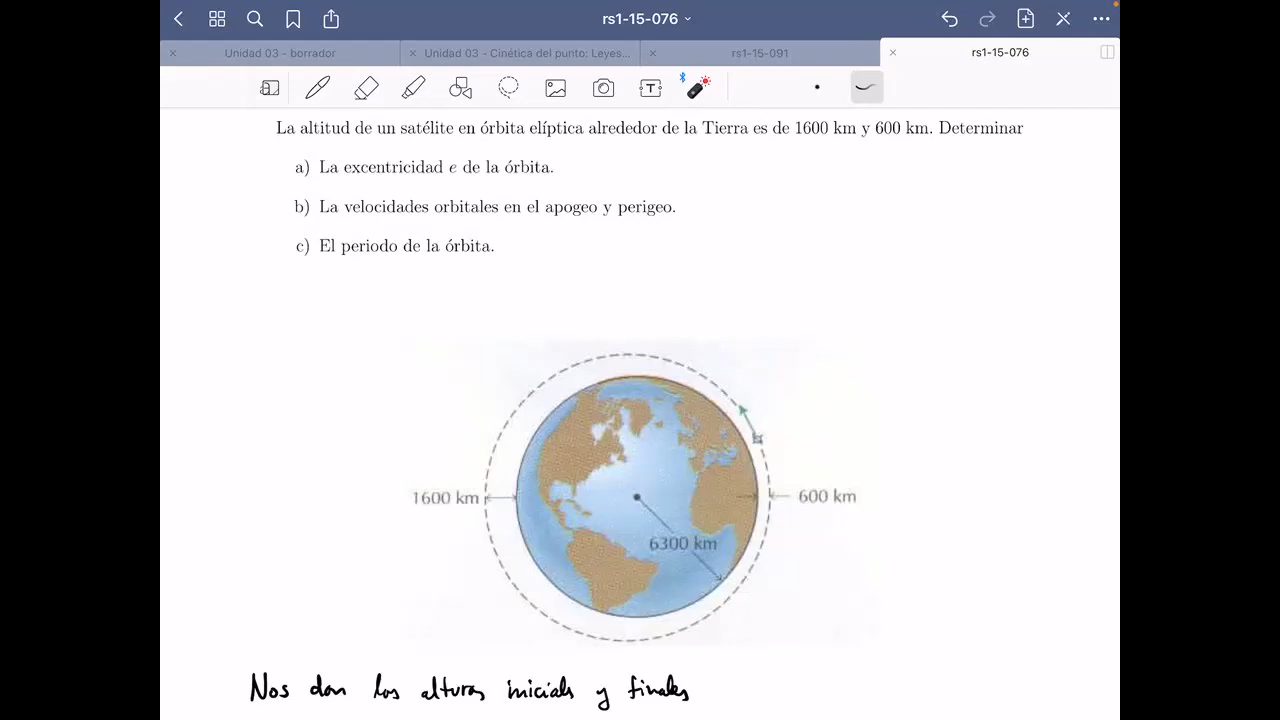 rs1-15-076
Unidad 03 - borrador
Unidad 03 - Cinética del punto: Leyes...
rs1-15-091
rs1-15-076
La altitud de un satélite en órbita elíptica alrededor de la Tierra es de 1600 km y 600 km. Determinar
a) La excentricidad e de la órbita.
b) La velocidades orbitales en el apogeo y perigeo.
c) El periodo de la órbita.
1600 km
600 km
6300 km
Nos dan las alturas inicials y finales